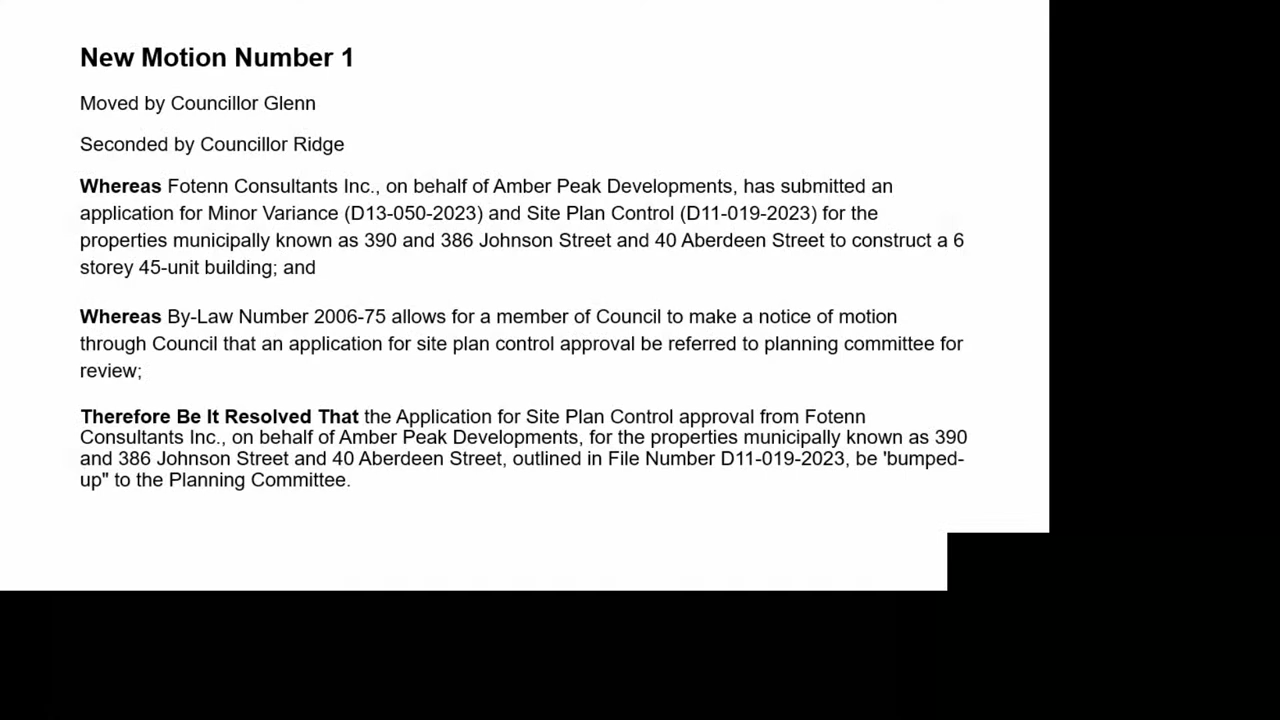 New Motion Number 1
Moved by Councillor Glenn
Seconded by Councillor Ridge
Whereas Fotenn Consultants Inc., on behalf of Amber Peak Developments, has submitted an
application for Minor Variance (D13-050-2023) and Site Plan Control (D11-019-2023) for the
properties municipally known as 390 and 386 Johnson Street and 40 Aberdeen Street to construct a 6
storey 45-unit building; and
Whereas By-Law Number 2006-75 allows for a member of Council to make a notice of motion
through Council that an application for site plan control approval be referred to planning committee for
review;
Therefore Be It Resolved That the Application for Site Plan Control approval from Fotenn
Consultants Inc., on behalf of Amber Peak Developments, for the properties municipally known as 390
and 386 Johnson Street and 40 Aberdeen Street, outlined in File Number D11-019-2023, be 'bumped-
up" to the Planning Committee.